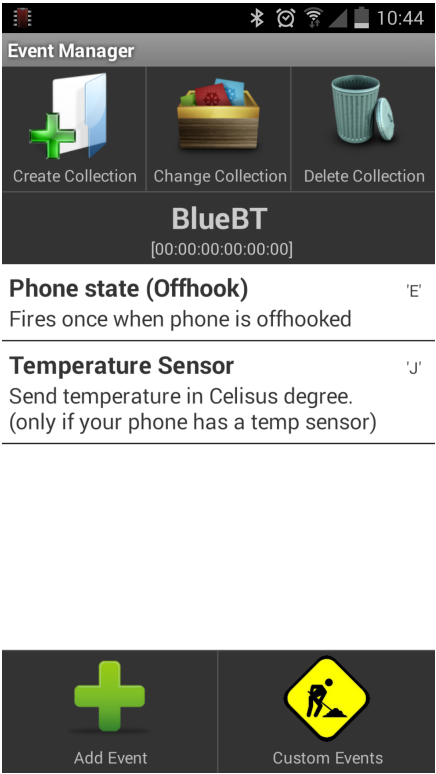 10:44
Event Manager
Create Collection Change Collection Delete Collection
BlueBT
[00:00:00:00:00:00]
Phone state (Offhook) 'E'
Fires once when phone is offhooked
Temperature Sensor 'J'
Send temperature in Celisus degree.
(only if your phone has a temp sensor)
Add Event Custom Events